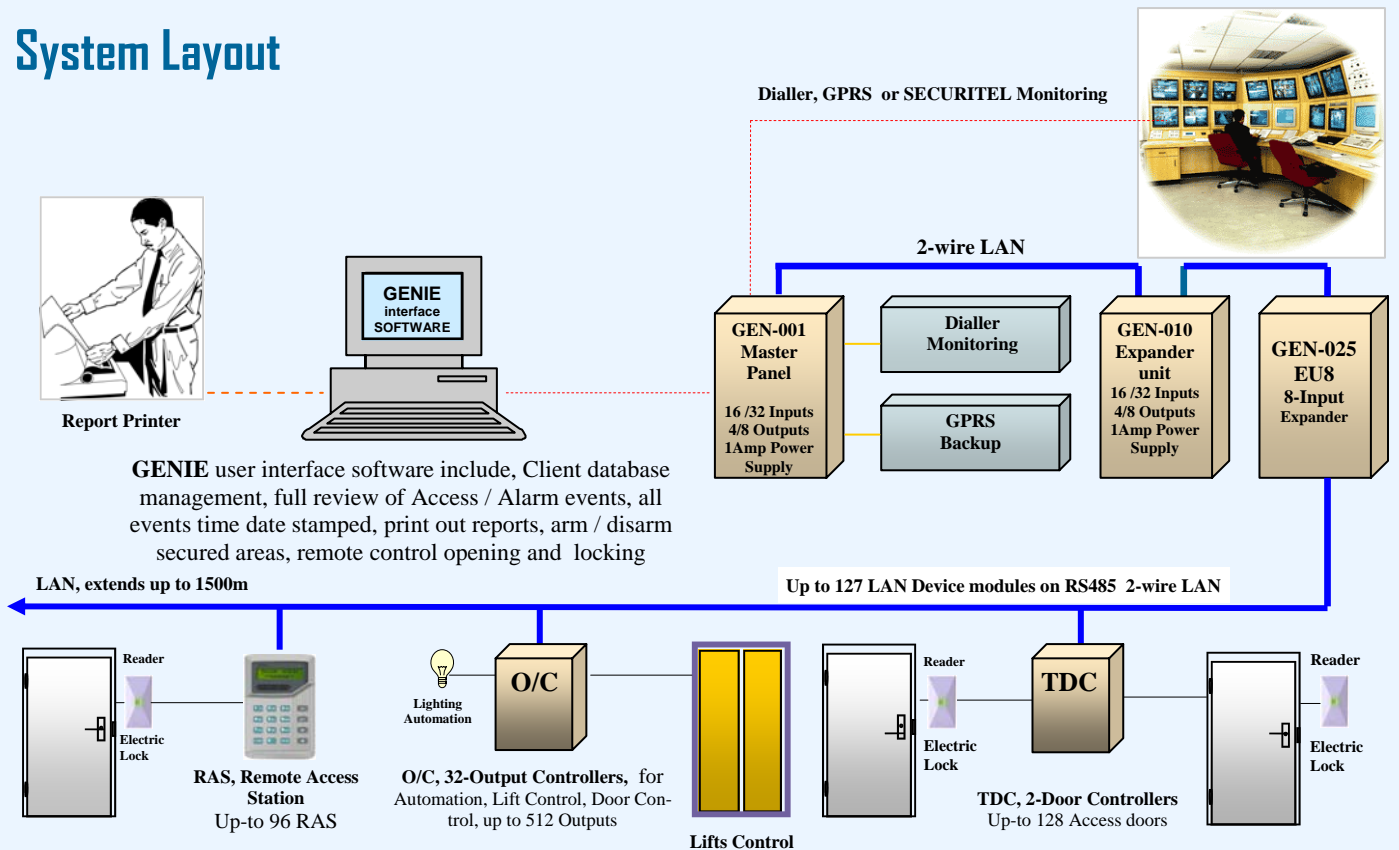 System Layout
Dialler, GPRS or SECURITEL Monitoring
2-wire LAN
GENIE
interface
SOFTWARE
GEN-001
Master
Panel
16 /32 Inputs
4/8 Outputs
1Amp Power
Supply
Dialler
Monitoring
GPRS
Backup
GEN-010
Expander
unit
16 /32 Inputs
4/8 Outputs
1Amp Power
Supply
GEN-025
EU8
8-Input
Expander
Report Printer
GENIE user interface software include, Client database
management, full review of Access / Alarm events, all
events time date stamped, print out reports, arm / disarm
secured areas, remote control opening and locking
LAN, extends up to 1500m
Up to 127 LAN Device modules on RS485 2-wire LAN
Reader
Electric
Lock
RAS, Remote Access
Station
Up-to 96 RAS
Lighting
Automation
O/C
O/C, 32-Output Controllers, for
Automation, Lift Control, Door Con-
trol, up to 512 Outputs
Lifts Control
Reader
Electric
Lock
TDC
TDC, 2-Door Controllers
Up-to 128 Access doors
Reader
Electric
Lock